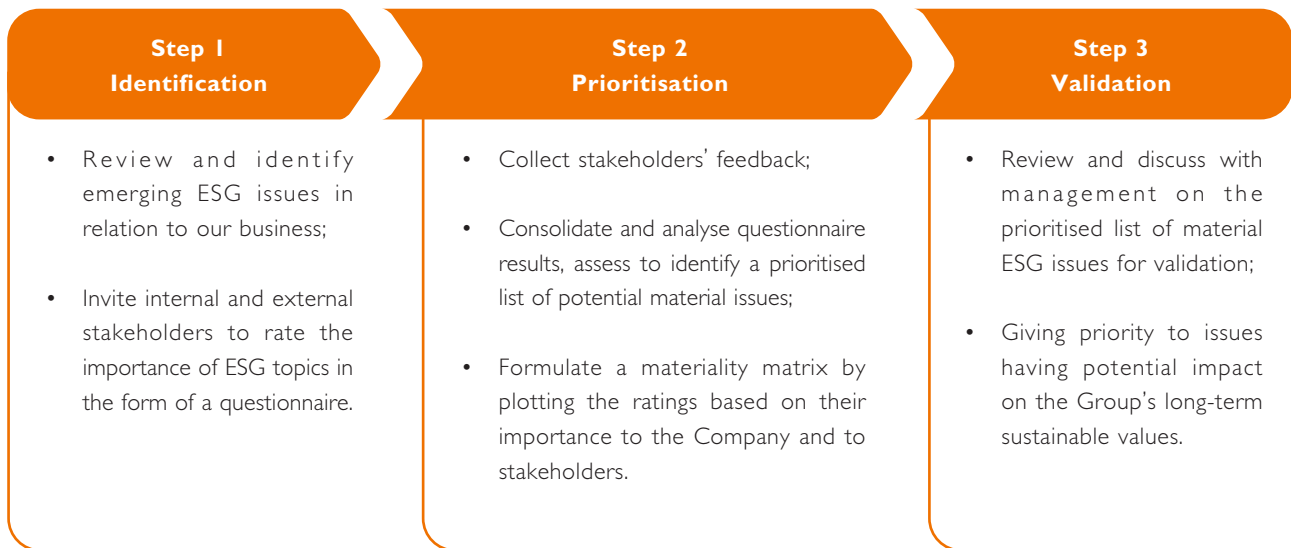 Step 1
Identification
• Review and identify
emerging ESG issues in
relation to our business;
• Invite internal and external
stakeholders to rate the
importance of ESG topics in
the form of a questionnaire.
Step 2
Prioritisation
• Collect stakeholders’ feedback;
• Consolidate and analyse questionnaire
results, assess to identify a prioritised
list of potential material issues;
• Formulate a materiality matrix by
plotting the ratings based on their
importance to the Company and to
stakeholders.
Step 3
Validation
• Review and discuss with
management on the
prioritised list of material
ESG issues for validation;
• Giving priority to issues
having potential impact
on the Group’s long-term
sustainable values.